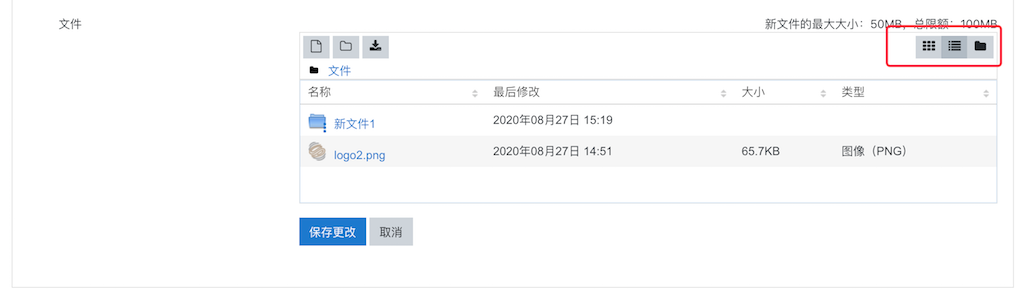 文件
新文件的最大大小：50MB，总限额：100MB
文件
名称 最后修改 大小 类型
新文件1 2020年08月27日 15:19
logo2.png 2020年08月27日 14:51 65.7KB 图像（PNG）
保存更改 取消